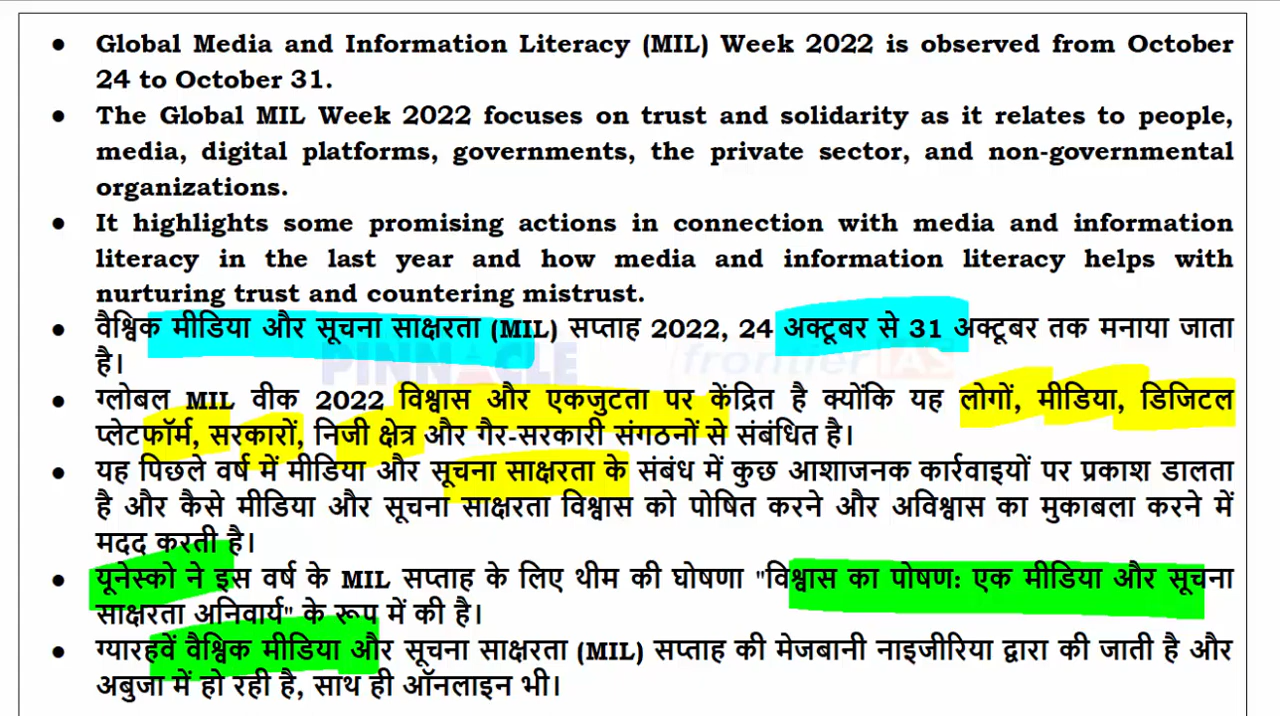 ● Global Media and Information Literacy (MIL) Week 2022 is observed from October
24 to October 31.
● The Global MIL Week 2022 focuses on trust and solidarity as it relates to people,
media, digital platforms, governments, the private sector, and non-governmental
organizations.
● It highlights some promising actions in connection with media and information
literacy in the last year and how media and information literacy helps with
nurturing trust and countering mistrust.
● वैश्विक मीडिया और सूचना साक्षरता (MIL) सप्ताह 2022, 24 अक्टूबर से 31 अक्टूबर तक मनाया जाता
है।
PINNACLE frontier IAS
● ग्लोबल MIL वीक 2022 विश्वास और एकजुटता पर केंद्रित है क्योंकि यह लोगों, मीडिया, डिजिटल
प्लेटफॉर्म, सरकारों, निजी क्षेत्र और गैर-सरकारी संगठनों से संबंधित है।
● यह पिछले वर्ष में मीडिया और सूचना साक्षरता के संबंध में कुछ आशाजनक कार्रवाइयों पर प्रकाश डालता
है और कैसे मीडिया और सूचना साक्षरता विश्वास को पोषित करने और अविश्वास का मुकाबला करने में
मदद करती है।
● यूनेस्को ने इस वर्ष के MIL सप्ताह के लिए थीम की घोषणा "विश्वास का पोषण: एक मीडिया और सूचना
साक्षरता अनिवार्य" के रूप में की है।
● ग्यारहवें वैश्विक मीडिया और सूचना साक्षरता (MIL) सप्ताह की मेजबानी नाइजीरिया द्वारा की जाती है और
अबुजा में हो रही है, साथ ही ऑनलाइन भी।